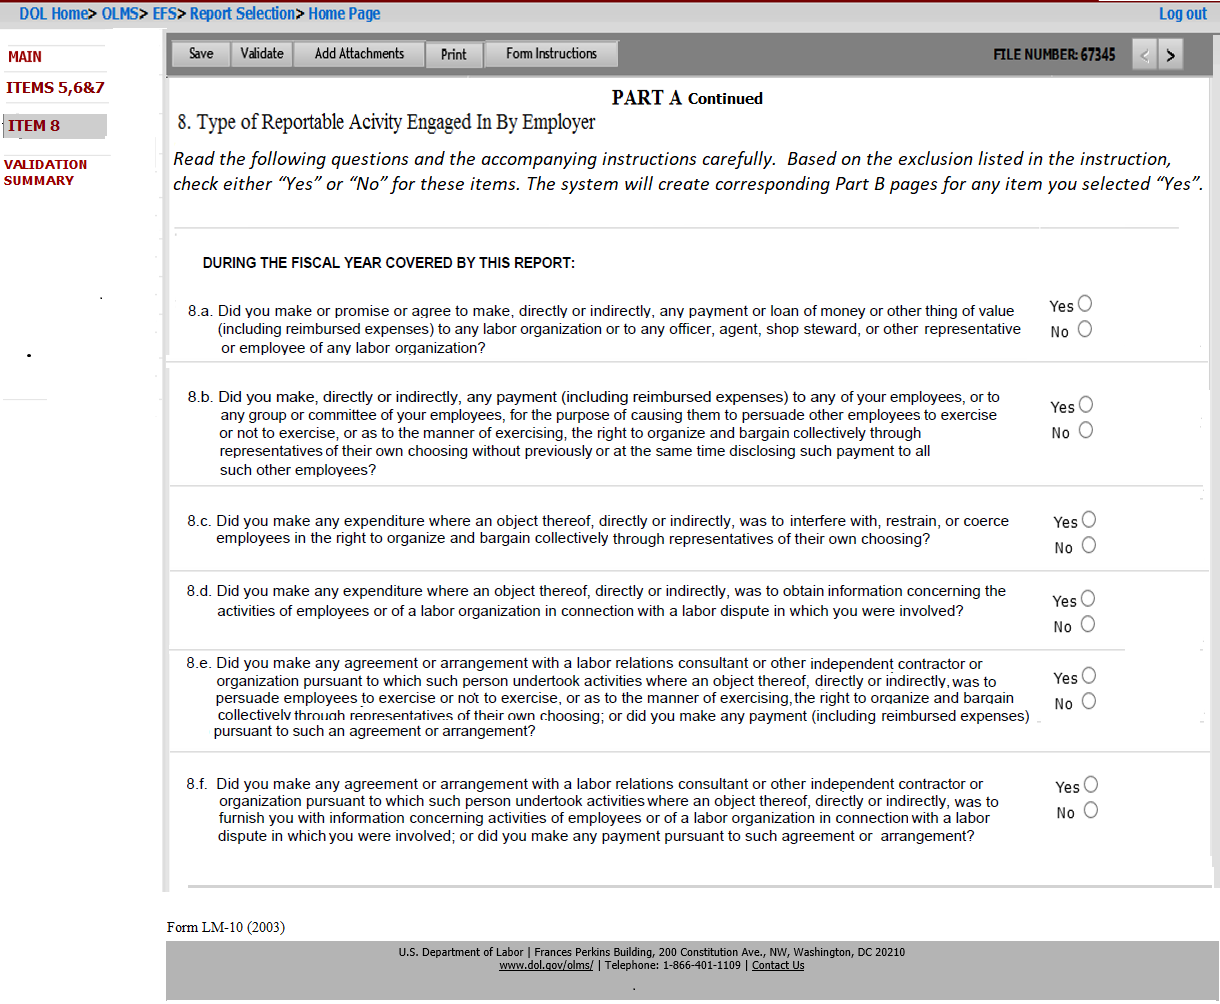 DOL Home> OLMS> EFS> Report Selection> Home Page
Log out
MAIN
ITEMS 5,6&7
ITEM 8
VALIDATION
SUMMARY
Save Validate Add Attachments Print Form Instructions
FILE NUMBER: 67345 < >
PART A Continued
8. Type of Reportable Acivity Engaged In By Employer
Read the following questions and the accompanying instructions carefully. Based on the exclusion listed in the instruction,
check either “Yes” or “No” for these items. The system will create corresponding Part B pages for any item you selected “Yes”.
DURING THE FISCAL YEAR COVERED BY THIS REPORT:
8.a. Did you make or promise or agree to make, directly or indirectly, any payment or loan of money or other thing of value
(including reimbursed expenses) to any labor organization or to any officer, agent, shop steward, or other representative
or employee of any labor organization?
Yes
No
8.b. Did you make, directly or indirectly, any payment (including reimbursed expenses) to any of your employees, or to
any group or committee of your employees, for the purpose of causing them to persuade other employees to exercise
or not to exercise, or as to the manner of exercising, the right to organize and bargain collectively through
representatives of their own choosing without previously or at the same time disclosing such payment to all
such other employees?
Yes
No
8.c. Did you make any expenditure where an object thereof, directly or indirectly, was to interfere with, restrain, or coerce
employees in the right to organize and bargain collectively through representatives of their own choosing?
Yes
No
8.d. Did you make any expenditure where an object thereof, directly or indirectly, was to obtain information concerning the
activities of employees or of a labor organization in connection with a labor dispute in which you were involved?
Yes
No
8.e. Did you make any agreement or arrangement with a labor relations consultant or other independent contractor or
organization pursuant to which such person undertook activities where an object thereof, directly or indirectly, was to
persuade employees to exercise or not to exercise, or as to the manner of exercising, the right to organize and bargain
collectively through representatives of their own choosing; or did you make any payment (including reimbursed expenses)
pursuant to such an agreement or arrangement?
Yes
No
8.f. Did you make any agreement or arrangement with a labor relations consultant or other independent contractor or
organization pursuant to which such person undertook activities where an object thereof, directly or indirectly, was to
furnish you with information concerning activities of employees or of a labor organization in connection with a labor
dispute in which you were involved; or did you make any payment pursuant to such agreement or arrangement?
Yes
No
Form LM-10 (2003)
U.S. Department of Labor | Frances Perkins Building, 200 Constitution Ave., NW, Washington, DC 20210
www.dol.gov/olms/ | Telephone: 1-866-401-1109 | Contact Us